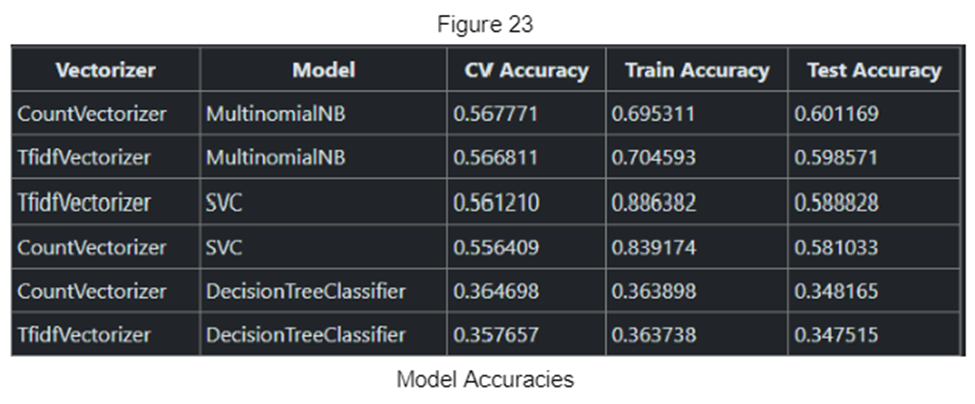 Figure 23
Vectorizer Model CV Accuracy Train Accuracy Test Accuracy
CountVectorizer MultinomialNB 0.567771 0.695311 0.601169
TfidfVectorizer MultinomialNB 0.566811 0.704593 0.598571
TfidfVectorizer SVC 0.561210 0.886382 0.588828
CountVectorizer SVC 0.556409 0.839174 0.581033
CountVectorizer DecisionTreeClassifier 0.364698 0.363898 0.348165
TfidfVectorizer DecisionTreeClassifier 0.357657 0.363738 0.347515
Model Accuracies